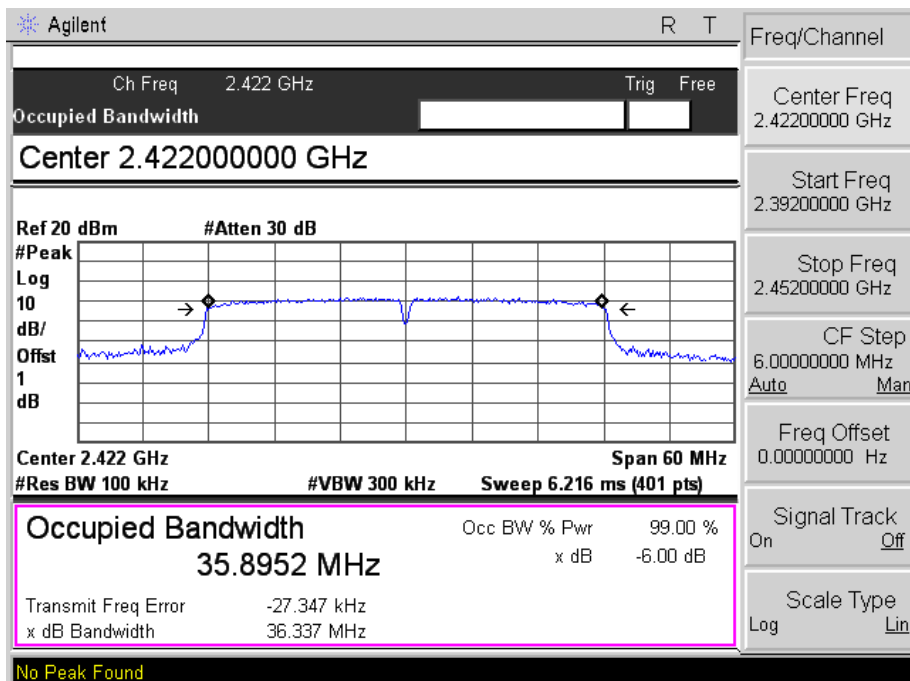 Agilent R T
Ch Freq 2.422 GHz Trig Free
Occupied Bandwidth
Center 2.422000000 GHz
Ref 20 dBm #Atten 30 dB
#Peak
Log
10
dB/
Offst
1
dB
Center 2.422 GHz Span 60 MHz
#Res BW 100 kHz #VBW 300 kHz Sweep 6.216 ms (401 pts)
Occupied Bandwidth Occ BW % Pwr 99.00 %
35.8952 MHz x dB -6.00 dB
Transmit Freq Error -27.347 kHz
x dB Bandwidth 36.337 MHz
No Peak Found
Freq/Channel
Center Freq
2.42200000 GHz
Start Freq
2.39200000 GHz
Stop Freq
2.45200000 GHz
CF Step
6.00000000 MHz
Auto Man
Freq Offset
0.00000000 Hz
Signal Track
On Off
Scale Type
Log Lin